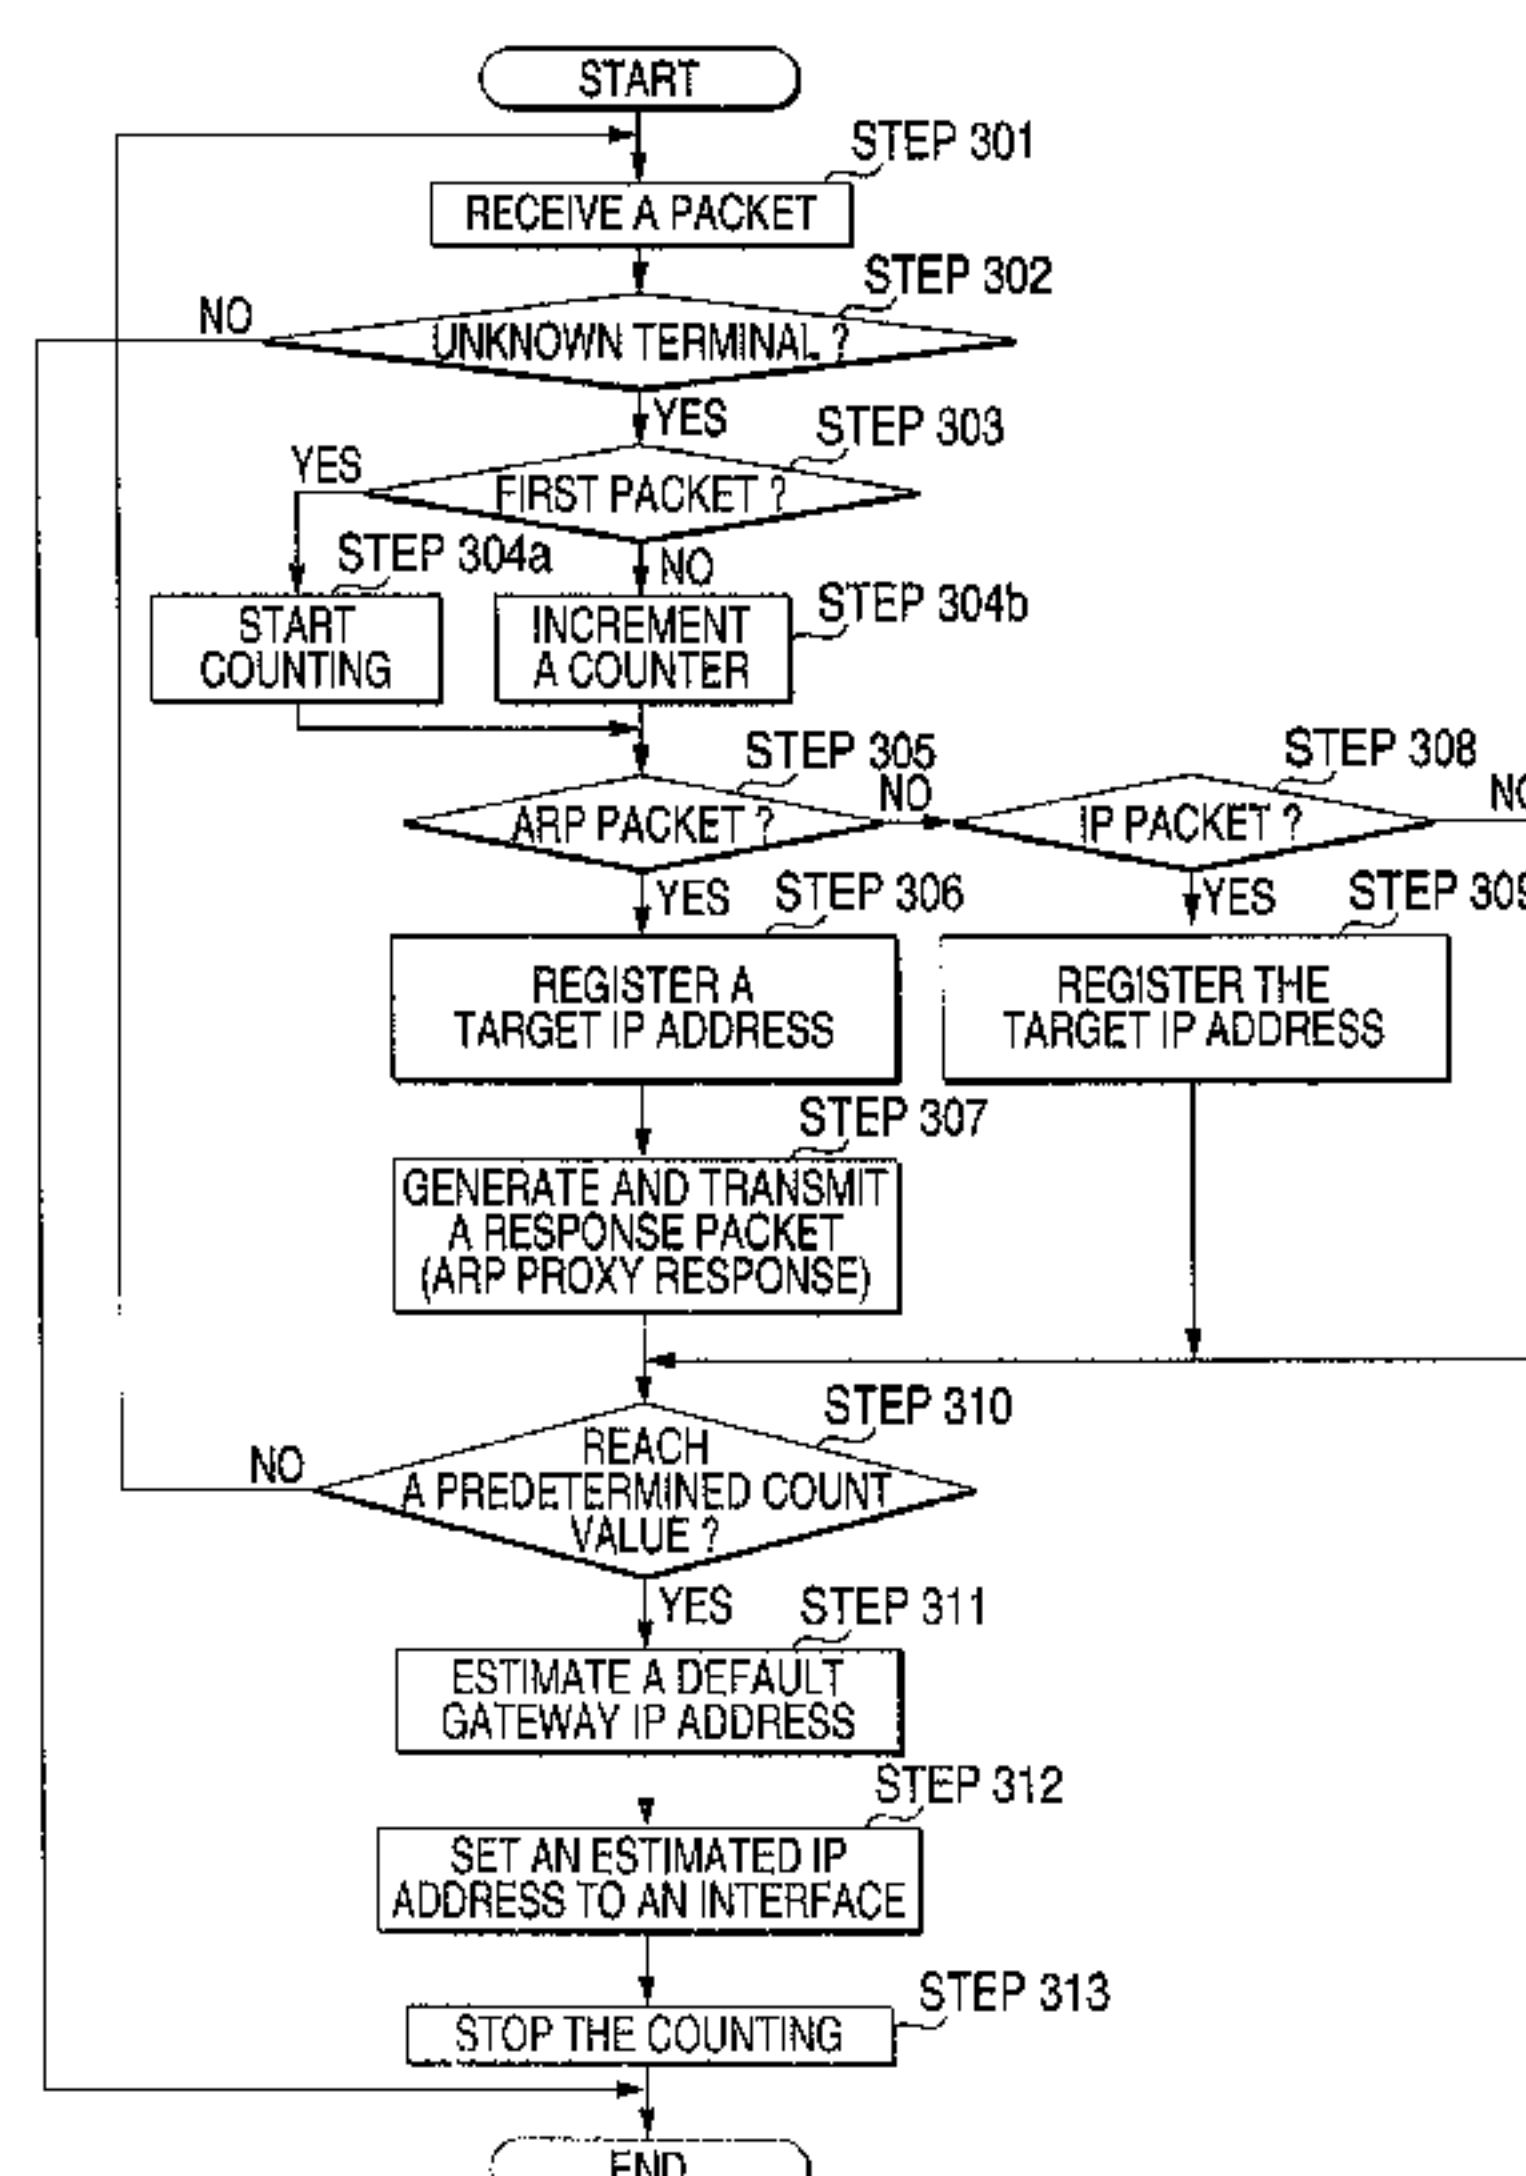 START
STEP 301
RECEIVE A PACKET
STEP 302
NO
UNKNOWN TERMINAL ?
YES
STEP 303
YES
FIRST PACKET ?
STEP 304a
NO
STEP 304b
START
COUNTING
INCREMENT
A COUNTER
STEP 305
STEP 308
NO
ARP PACKET ?
IP PACKET ?
YES
STEP 306
YES
REGISTER A
TARGET IP ADDRESS
REGISTER THE
TARGET IP ADDRESS
STEP 307
GENERATE AND TRANSMIT
A RESPONSE PACKET
(ARP PROXY RESPONSE)
STEP 310
NO
REACH
A PREDETERMINED COUNT
VALUE ?
YES
STEP 311
ESTIMATE A DEFAULT
GATEWAY IP ADDRESS
STEP 312
SET AN ESTIMATED IP
ADDRESS TO AN INTERFACE
STEP 313
STOP THE COUNTING
END